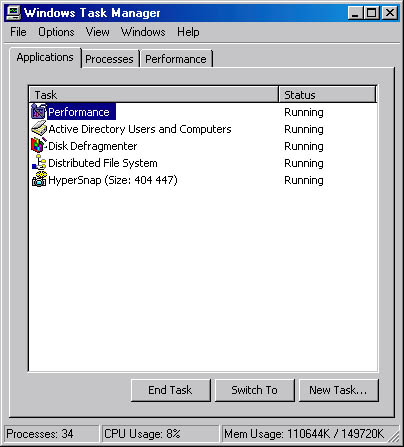 Windows Task Manager
File Options View Windows Help
Applications Processes Performance
Task Status
Performance Running
Active Directory Users and Computers Running
Disk Defragmenter Running
Distributed File System Running
HyperSnap (Size: 404 447) Running
End Task Switch To New Task...
Processes: 34 CPU Usage: 8% Mem Usage: 110644K / 149720K